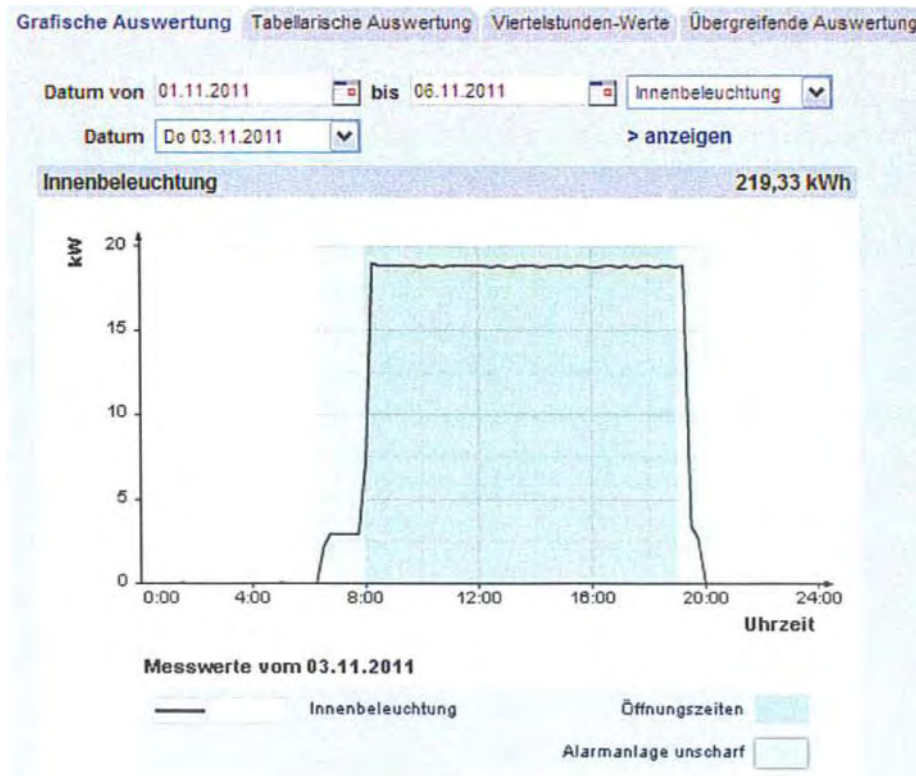 Grafische Auswertung Tabellarische Auswertung Viertelstunden-Werte Übergreifende Auswertung
Datum von 01.11.2011 bis 06.11.2011 Innenbeleuchtung
Datum Do 03.11.2011 > anzeigen
Innenbeleuchtung 219,33 kWh
kW
20
15
10
5
0
0:00 4:00 8:00 12:00 16:00 20:00 24:00
Uhrzeit
Messwerte vom 03.11.2011
Innenbeleuchtung Öffnungszeiten
Alarmanlage unscharf